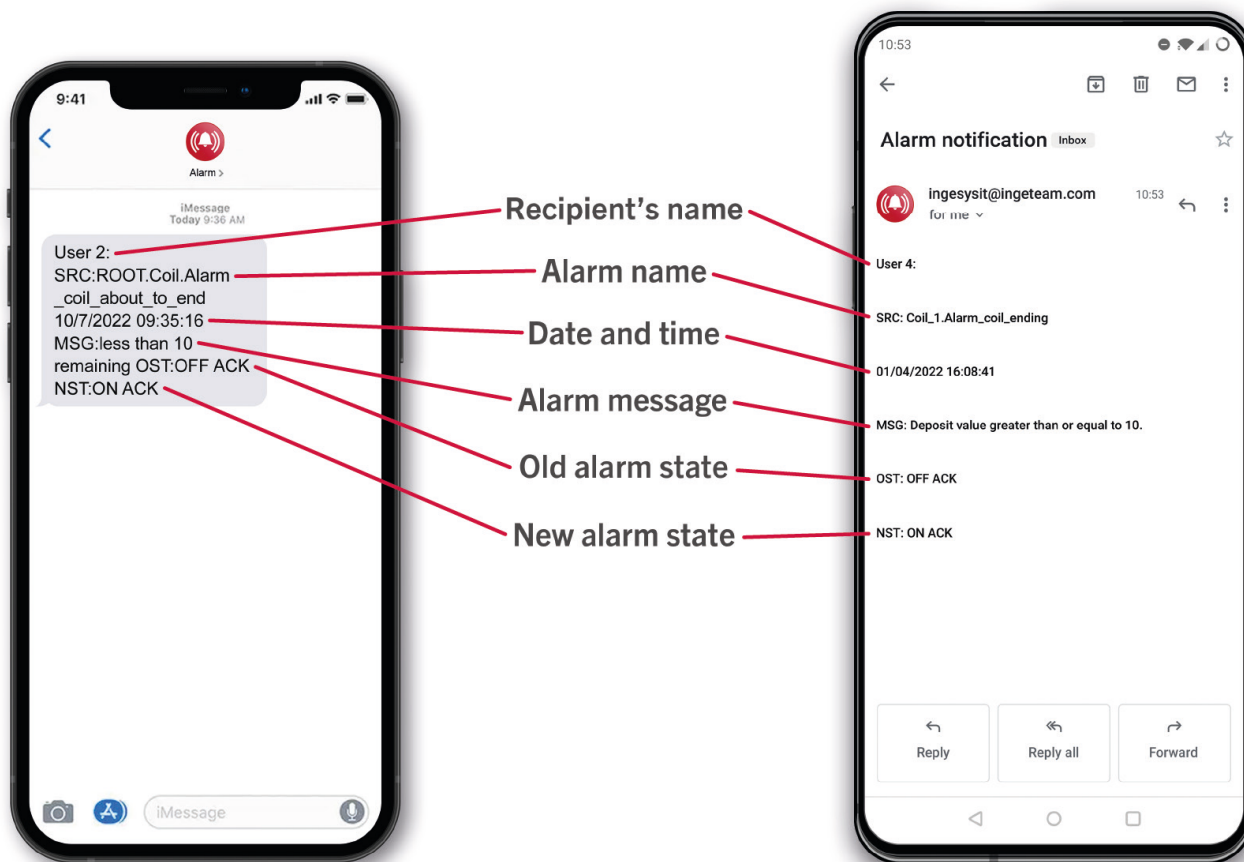 9:41
Alarm >
iMessage
Today 9:36 AM
User 2:
SRC:ROOT.Coil.Alarm
_coil_about_to_end
10/7/2022 09:35:16
MSG:less than 10
remaining OST:OFF ACK
NST:ON ACK
iMessage
Recipient's name
Alarm name
Date and time
Alarm message
Old alarm state
New alarm state
10:53
Alarm notification Inbox
ingesysit@ingeteam.com 10:53
for me
User 4:
SRC: Coil_1.Alarm_coil_ending
01/04/2022 16:08:41
MSG: Deposit value greater than or equal to 10.
OST: OFF ACK
NST: ON ACK
Reply Reply all Forward